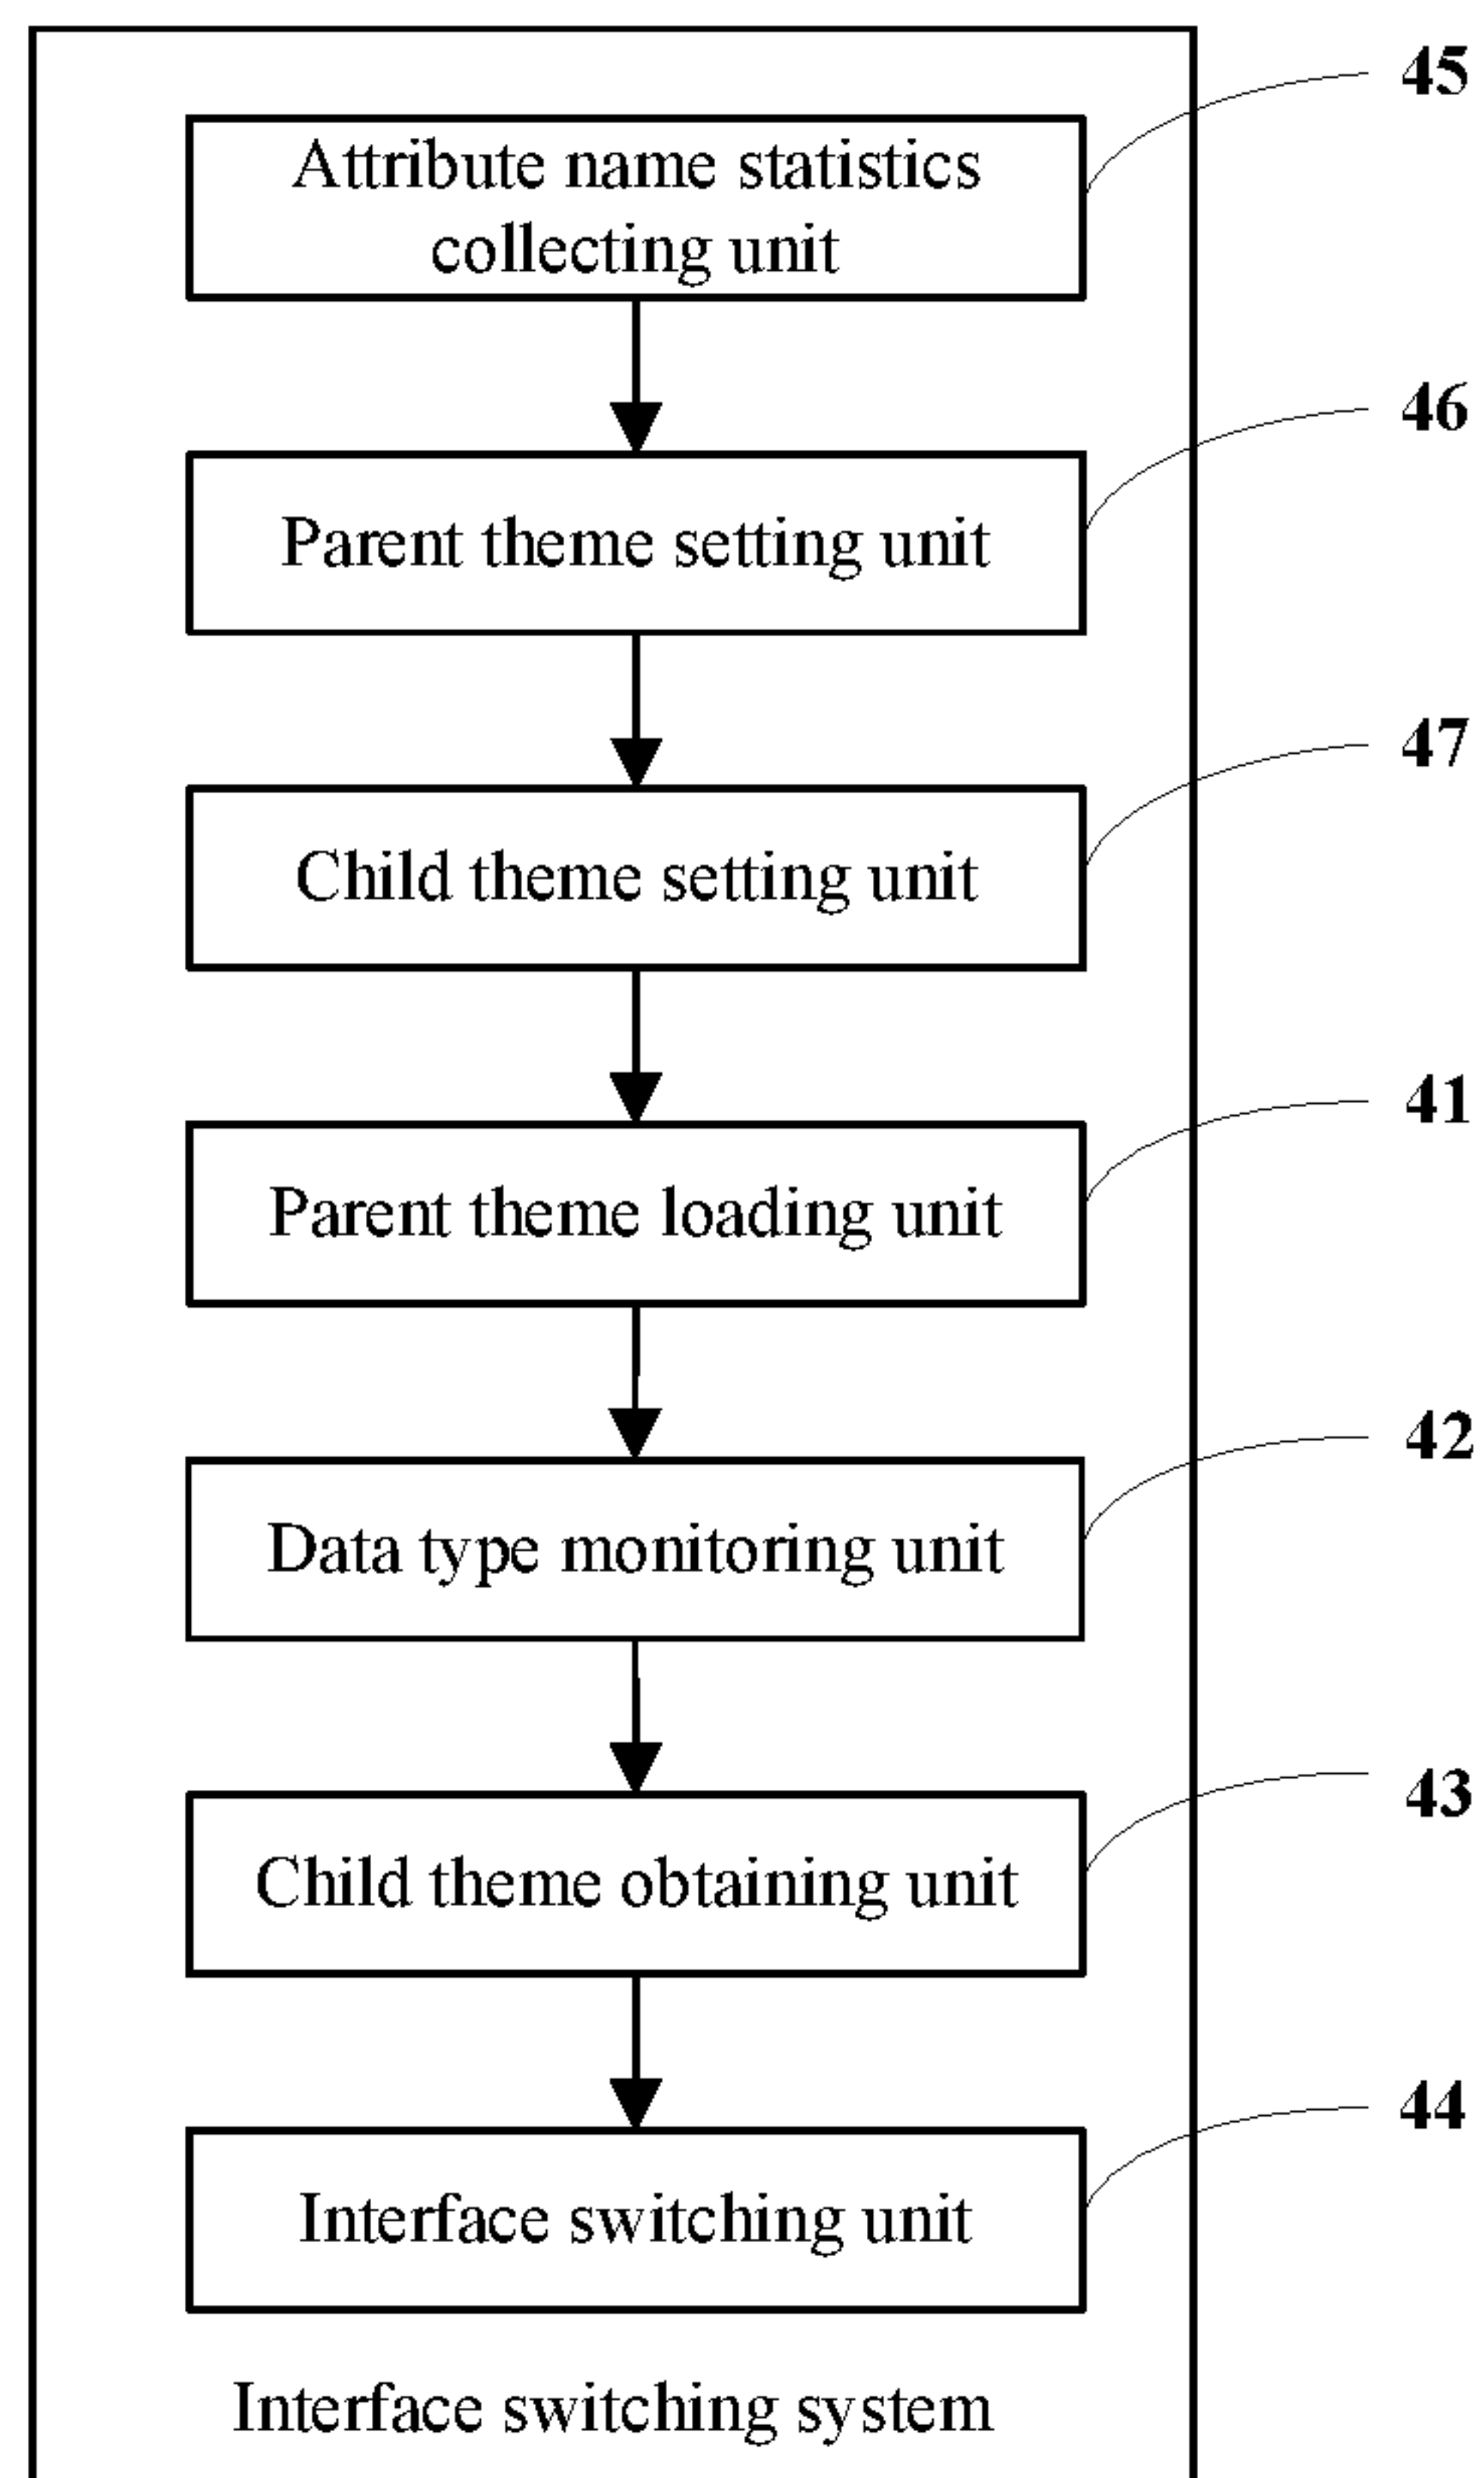 45
Attribute name statistics
collecting unit
46
Parent theme setting unit
47
Child theme setting unit
41
Parent theme loading unit
42
Data type monitoring unit
43
Child theme obtaining unit
44
Interface switching unit
Interface switching system